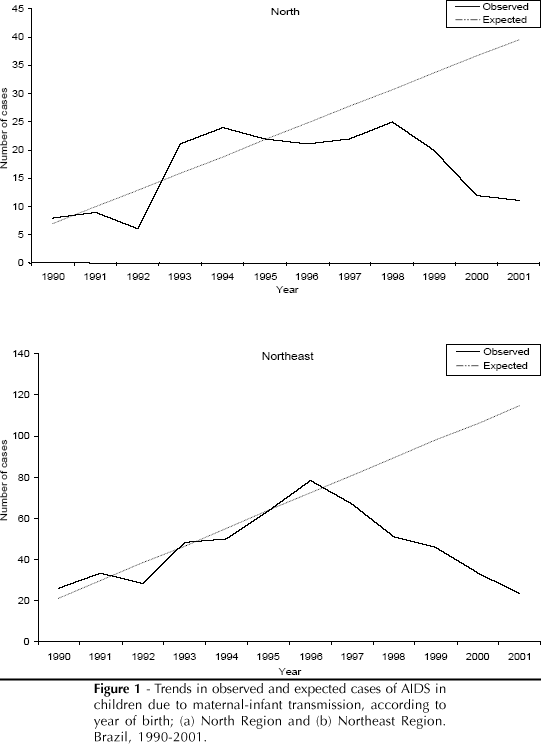 North
Observed
Expected
Number of cases
45
40
35
30
25
20
15
10
5
0
1990 1991 1992 1993 1994 1995 1996 1997 1998 1999 2000 2001
Year
Northeast
Observed
Expected
Number of cases
140
120
100
80
60
40
20
0
1990 1991 1992 1993 1994 1995 1996 1997 1998 1999 2000 2001
Year
Figure 1 - Trends in observed and expected cases of AIDS in
children due to maternal-infant transmission, according to
year of birth; (a) North Region and (b) Northeast Region.
Brazil, 1990-2001.